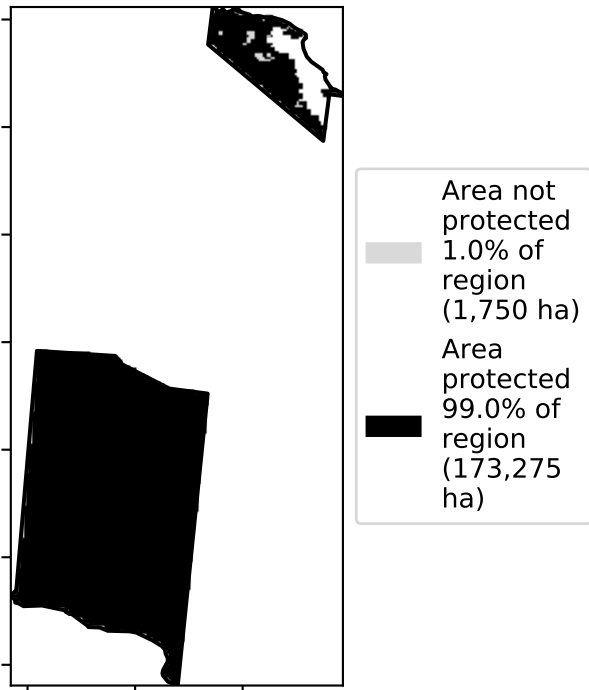 Area not
protected
1.0% of
region
(1,750 ha)
Area
protected
99.0% of
region
(173,275
ha)